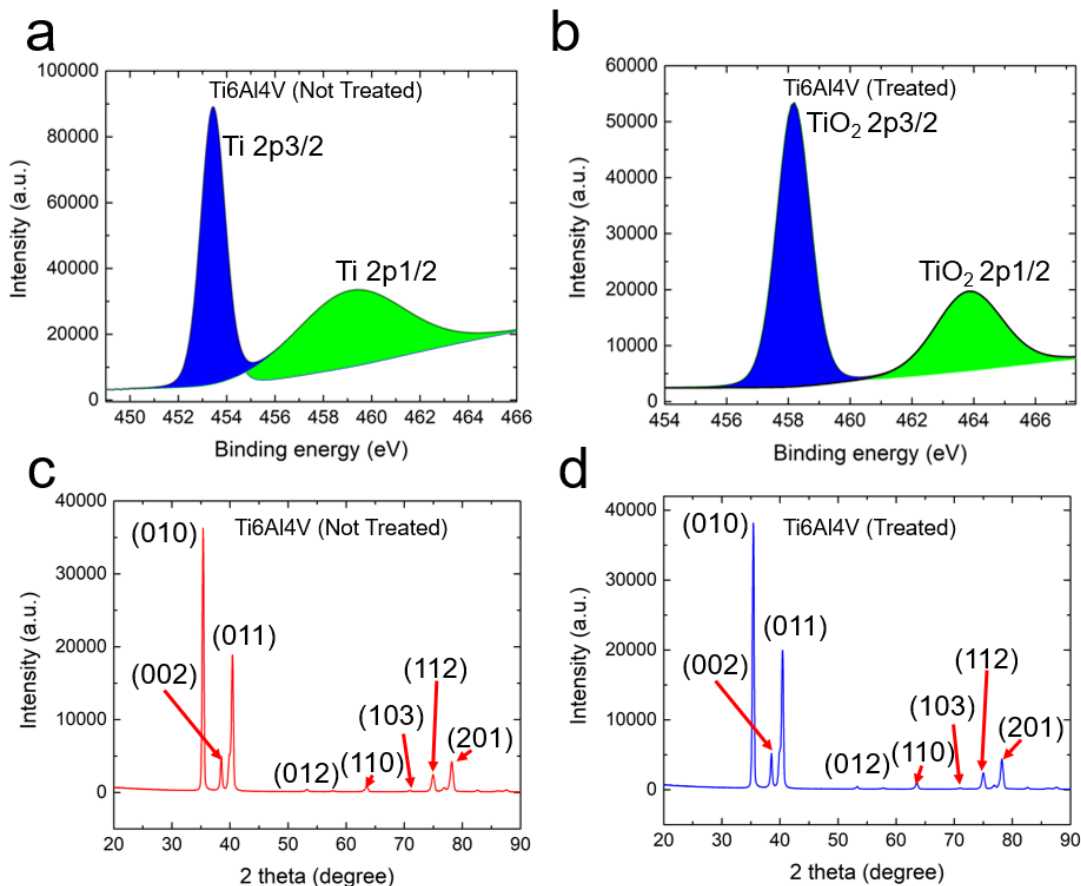 a
Ti6Al4V (Not Treated)
Ti 2p3/2
Ti 2p1/2
100000
80000
60000
40000
20000
0
Intensity (a.u.)
450 452 454 456 458 460 462 464 466
Binding energy (eV)
b
Ti6Al4V (Treated)
TiO₂ 2p3/2
TiO₂ 2p1/2
60000
50000
40000
30000
20000
10000
0
Intensity (a.u.)
454 456 458 460 462 464 466
Binding energy (eV)
c
Ti6Al4V (Not Treated)
(010)
(011)
(002)
(112)
(103)
(201)
(012)
(110)
40000
30000
20000
10000
0
Intensity (a.u.)
20 30 40 50 60 70 80 90
2 theta (degree)
d
Ti6Al4V (Treated)
(010)
(011)
(002)
(112)
(103)
(201)
(110)
(012)
40000
30000
20000
10000
0
Intensity (a.u.)
20 30 40 50 60 70 80 90
2 theta (degree)